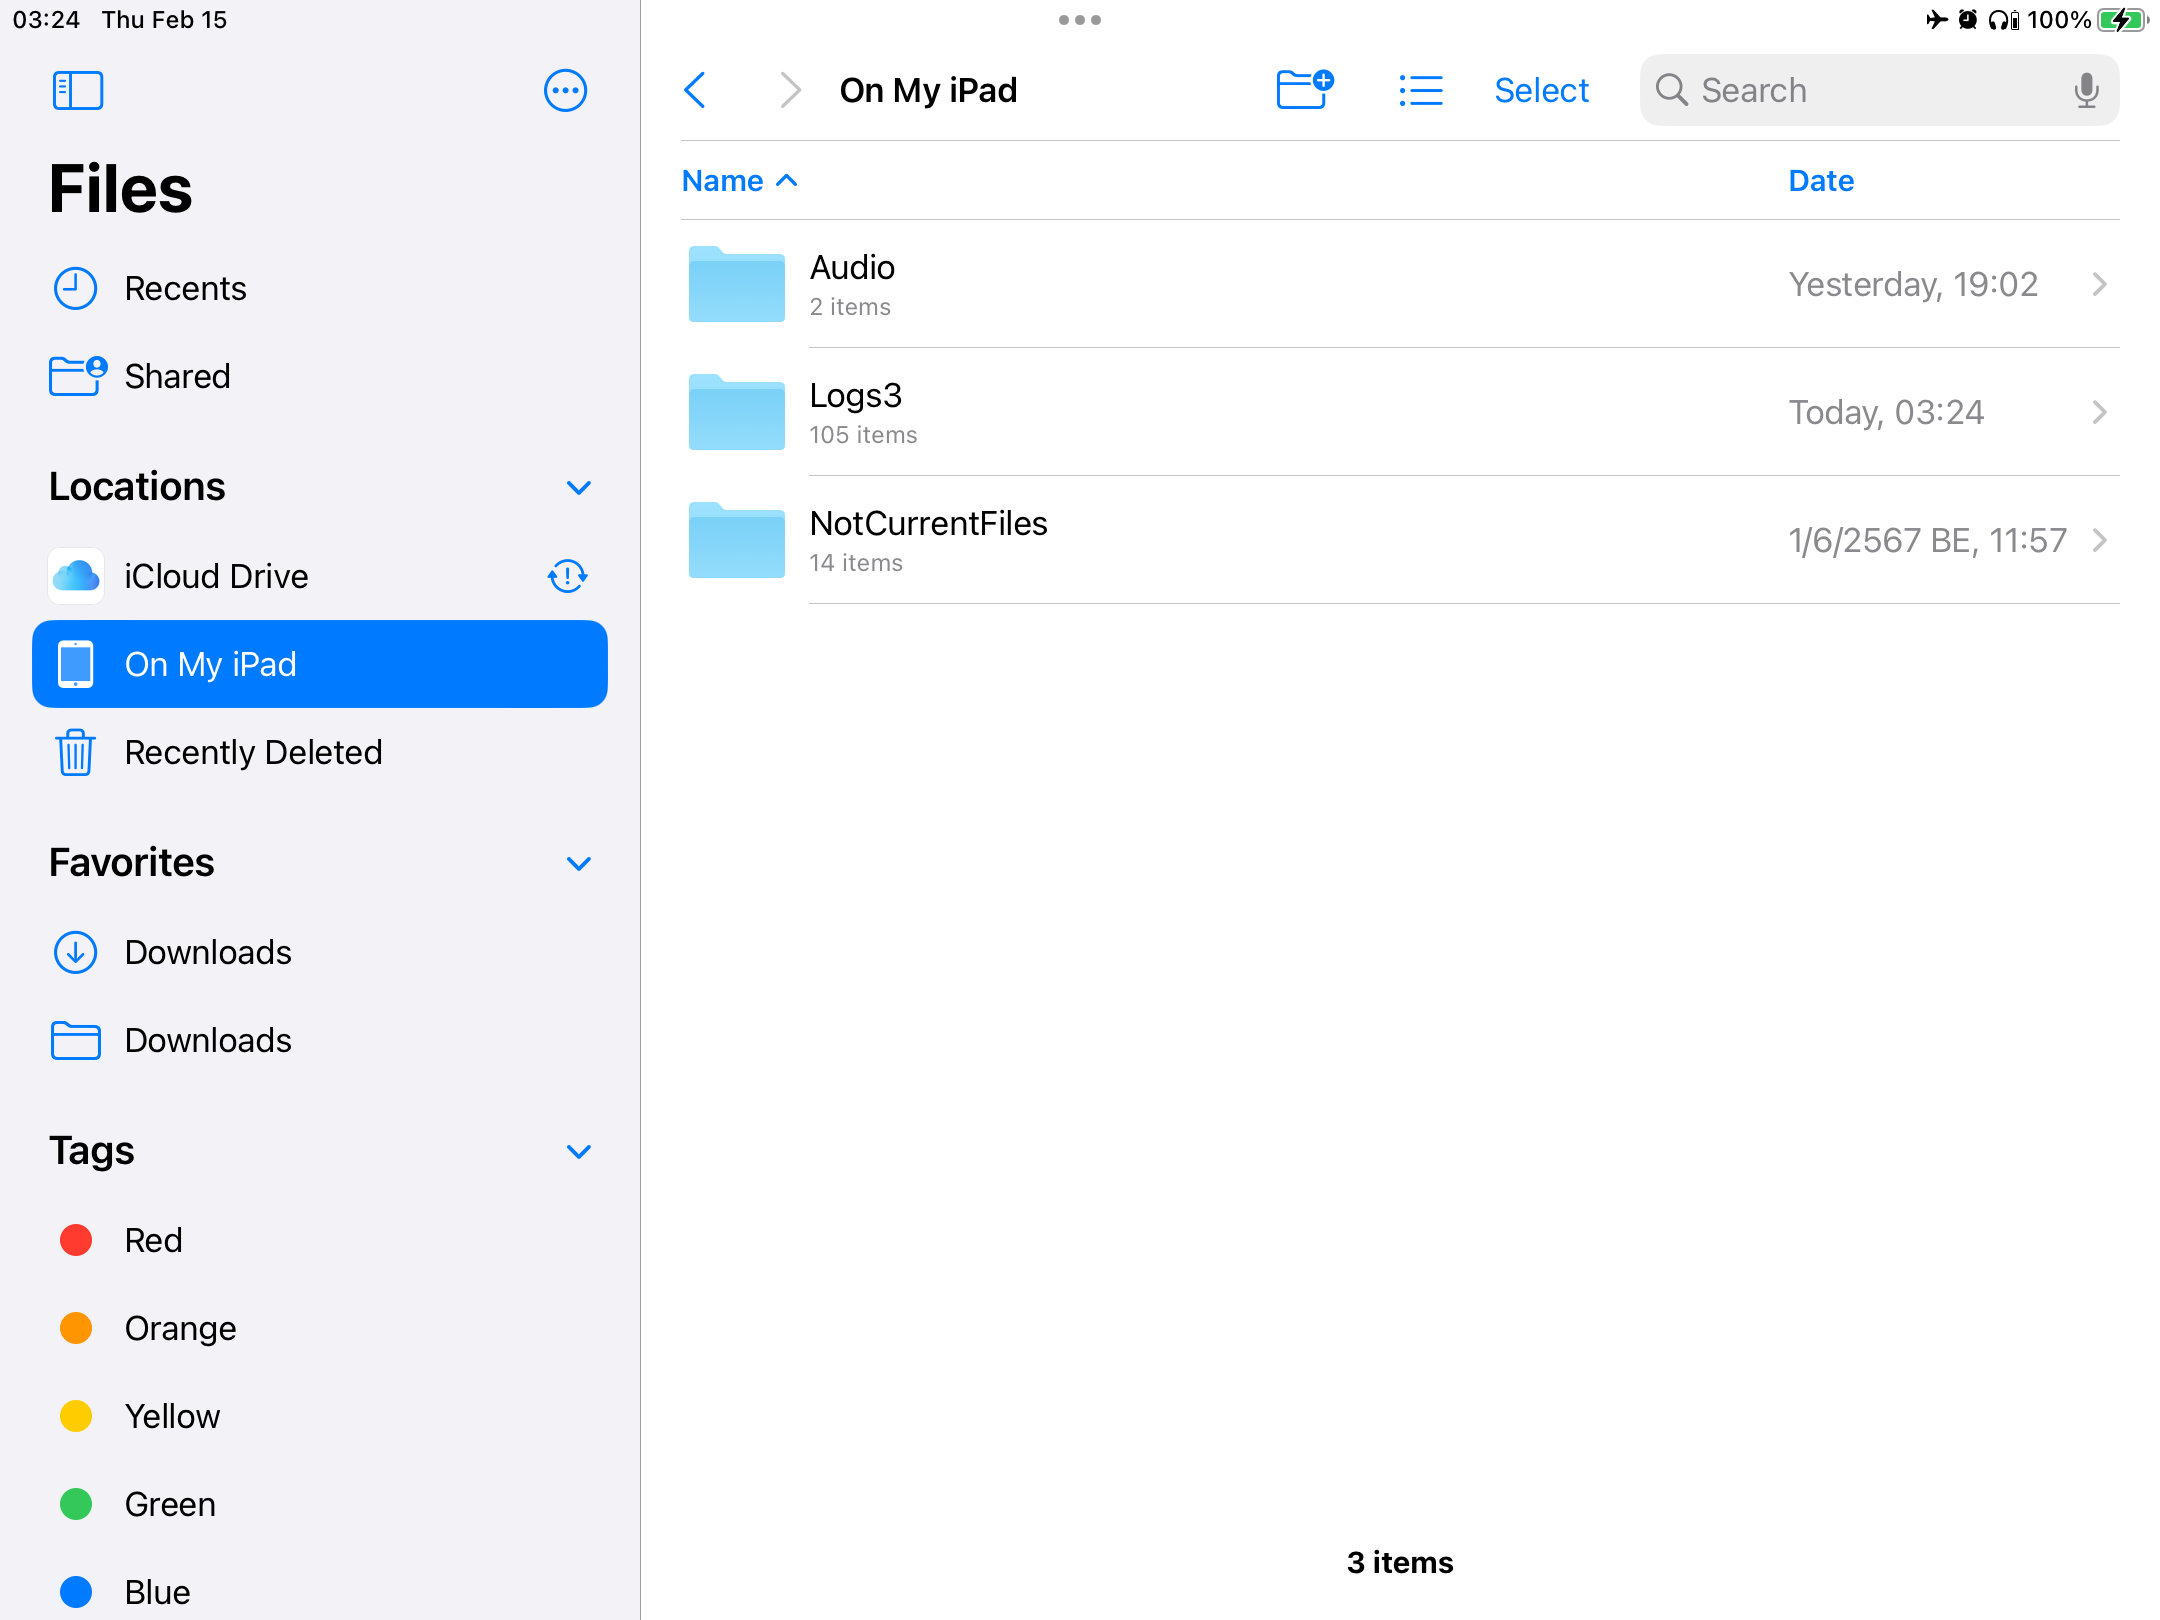 03:24 Thu Feb 15
100%
Files
Recents
Shared
Locations
iCloud Drive
On My iPad
Recently Deleted
Favorites
Downloads
Downloads
Tags
Red
Orange
Yellow
Green
Blue
On My iPad
Select
Search
Name
Date
Audio
2 items
Yesterday, 19:02
Logs3
105 items
Today, 03:24
NotCurrentFiles
14 items
1/6/2567 BE, 11:57
3 items